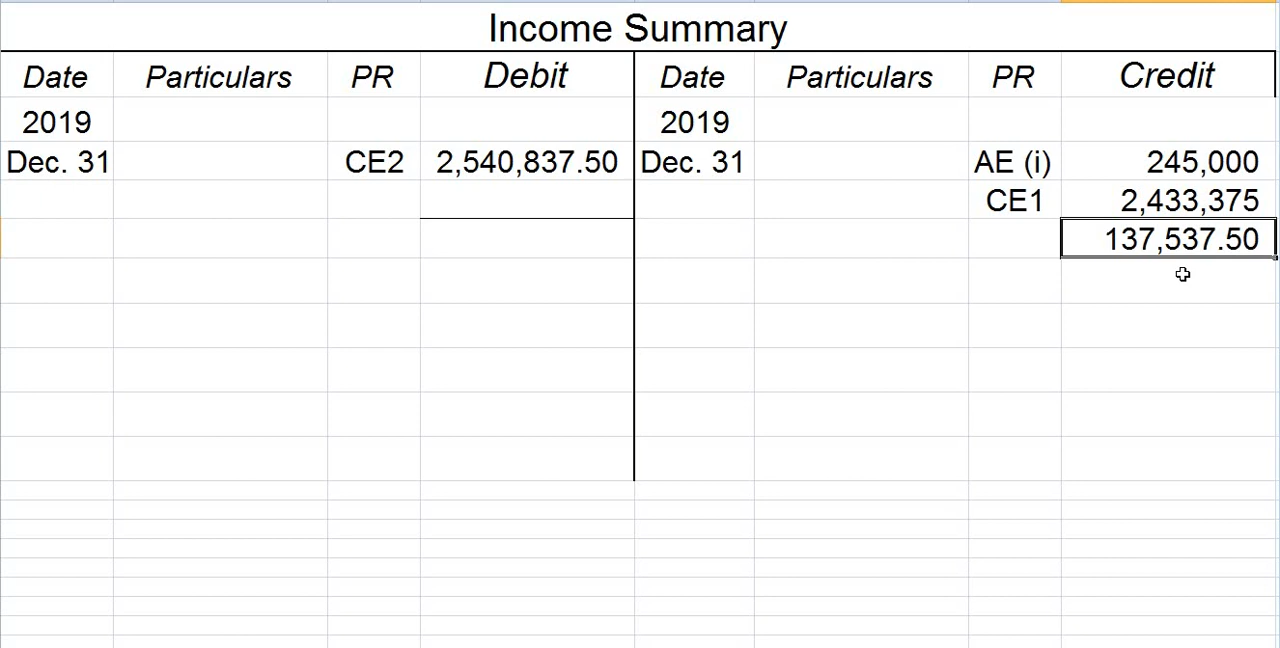 Income Summary
Date Particulars PR Debit Date Particulars PR Credit
2019 2019
Dec. 31 CE2 2,540,837.50 Dec. 31 AE (i) 245,000
CE1 2,433,375
137,537.50